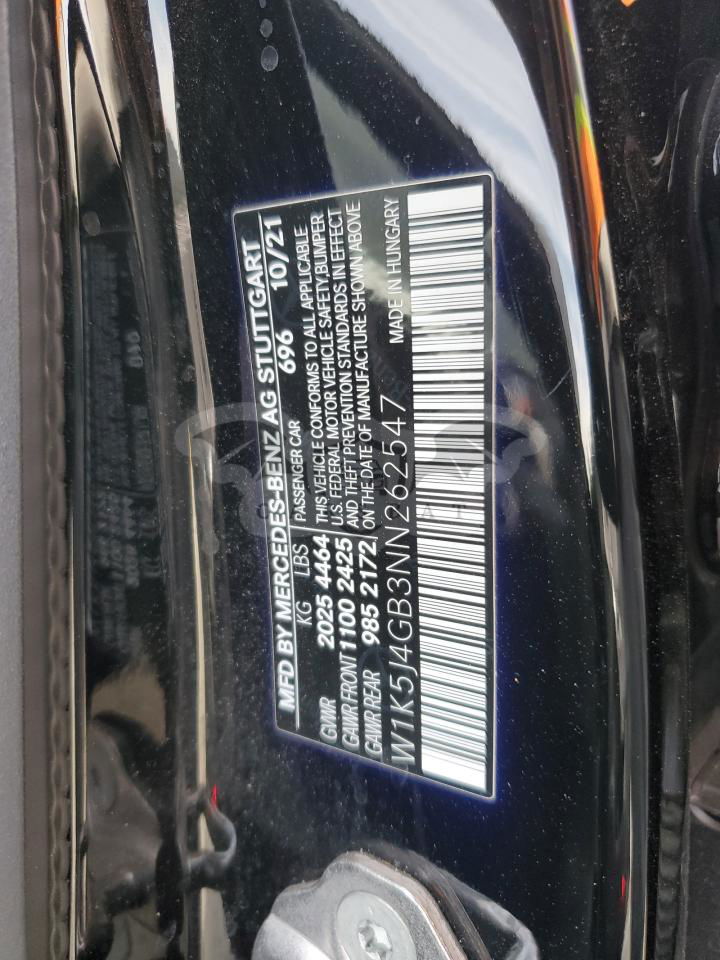 MFD BY MERCEDES-BENZ AG STUTTGART
KG LBS 696 10/21
GVWR 2025 4464 PASSENGER CAR
GAWR FRONT 1100 2425
GAWR REAR 985 2172
THIS VEHICLE CONFORMS TO ALL APPLICABLE
U.S. FEDERAL MOTOR VEHICLE SAFETY, BUMPER
AND THEFT PREVENTION STANDARDS IN EFFECT
ON THE DATE OF MANUFACTURE SHOWN ABOVE
W1K5J4GB3NN262547 MADE IN HUNGARY